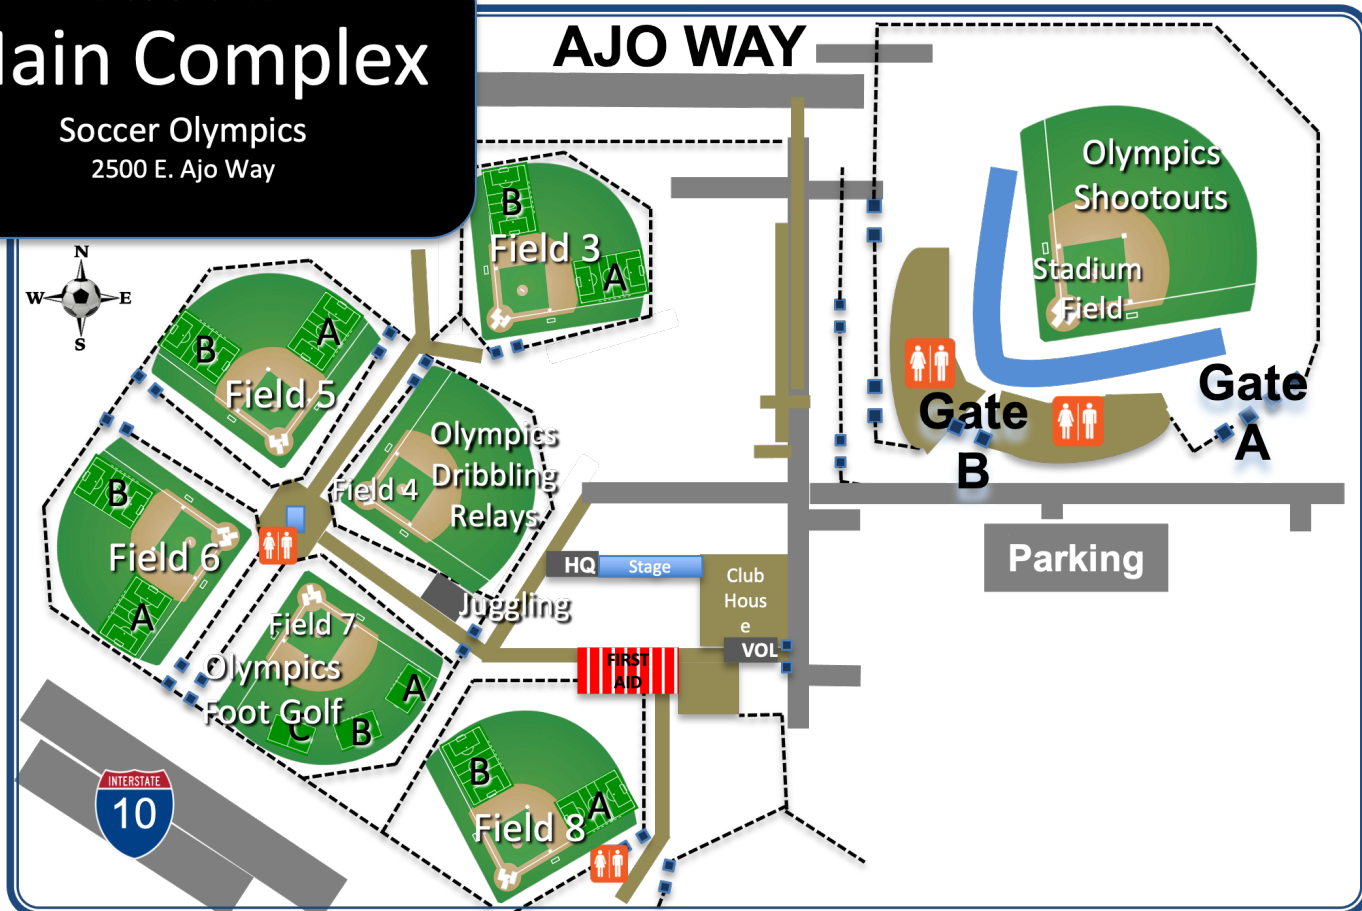 AJO WAY
lain Complex
Soccer Olympics
2500 E. Ajo Way
N
W E
S
B
Field 3
A
Olympics
Shootouts
Stadium
Field
A
B
Field 5
Olympics
Dribbling
Relays
Field 4
Gate
A
Gate
B
B
Field 6
A
HQ
Stage
Club
Hous
e
Parking
Juggling
Field 7
Olympics
Foot Golf
A
B
C
VOL
FIRST
AID
B
A
Field 8
INTERSTATE
10